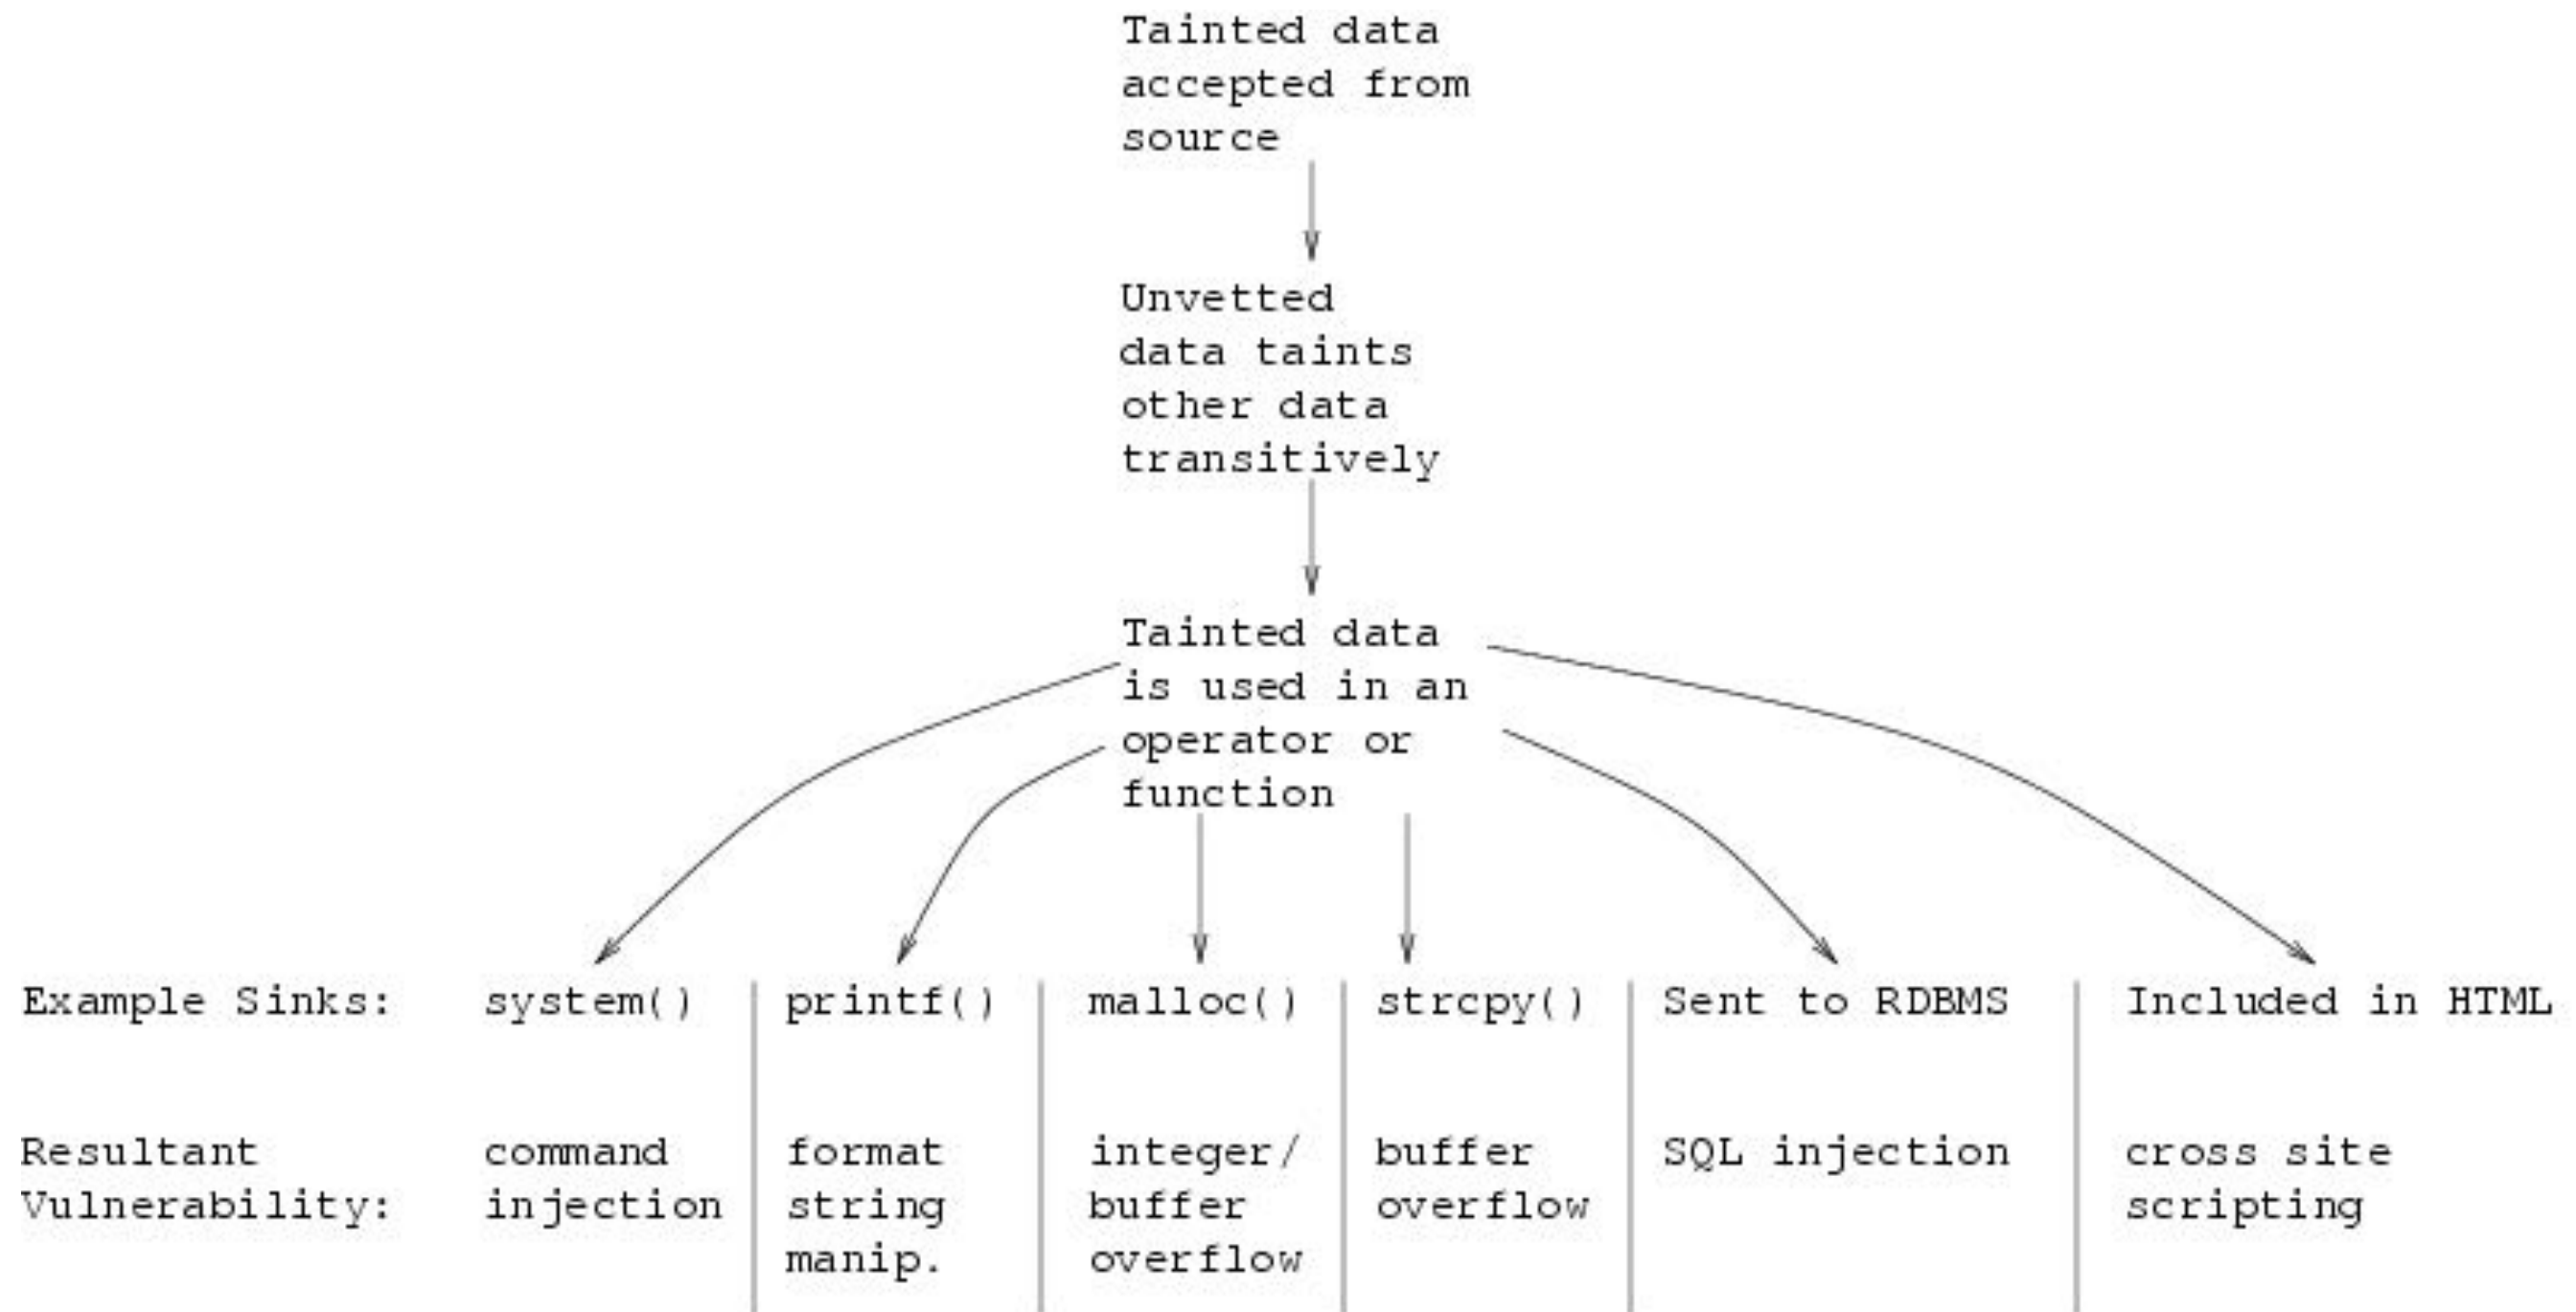 Tainted data
accepted from
source
Unvetted
data taints
other data
transitively
Tainted data
is used in an
operator or
function
Example Sinks: system() printf() malloc() strcpy() Sent to RDBMS Included in HTML
Resultant command format integer/ buffer SQL injection cross site
Vulnerability: injection string buffer overflow scripting
manip. overflow